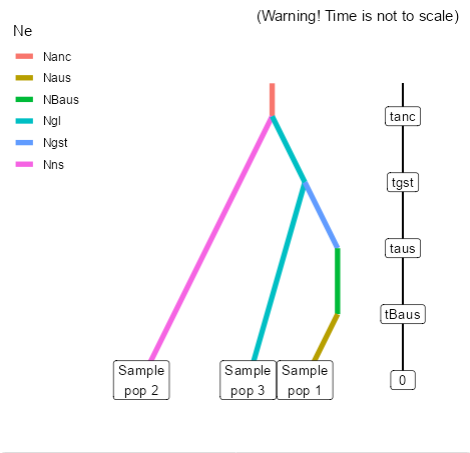 (Warning! Time is not to scale)
Ne
Nanc
Naus
NBaus
Ngl
Ngst
Nns
tanc
tgst
taus
tBaus
0
Sample
pop 2
Sample
pop 3
Sample
pop 1